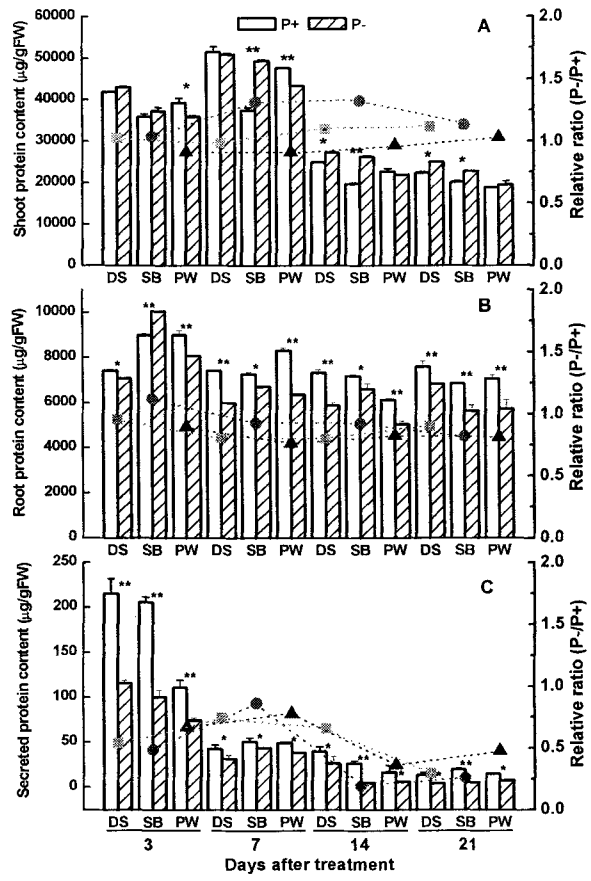 P+ P-
A
Shoot protein content (μg/gFW)
60000
50000
40000
30000
20000
10000
0
* ** ** * ** * *
2.0
1.5
1.0
0.5
0.0
Relative ratio (P-/P+)
DS SB PW DS SB PW DS SB PW DS SB PW
B
Root protein content (μg/gFW)
10000
8000
6000
4000
2000
0
* ** ** ** * ** ** * ** ** ** **
2.0
1.5
1.0
0.5
0.0
Relative ratio (P-/P+)
DS SB PW DS SB PW DS SB PW DS SB PW
C
Secreted protein content (μg/gFW)
250
200
150
100
50
0
** ** ** * * * * ** * * ** *
2.0
1.5
1.0
0.5
0.0
Relative ratio (P-/P+)
DS SB PW DS SB PW DS SB PW DS SB PW
3 7 14 21
Days after treatment